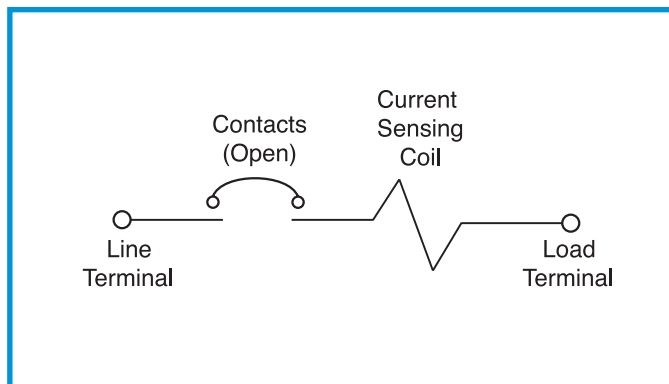 Contacts
(Open)
Current
Sensing
Coil
Line
Terminal
Load
Terminal